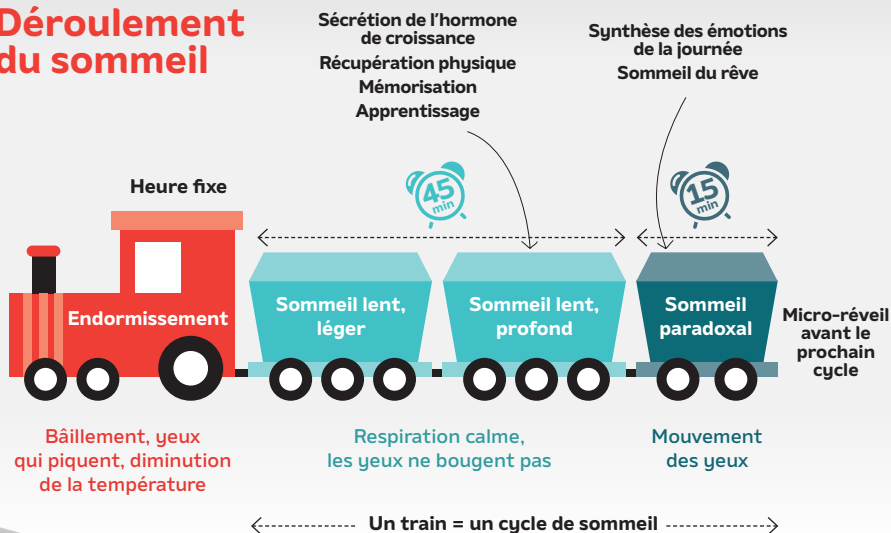 Déroulement
du sommeil
Sécrétion de l'hormone
de croissance
Récupération physique
Mémorisation
Apprentissage
Synthèse des émotions
de la journée
Sommeil du rêve
Heure fixe
45
min
15
min
Endormissement
Sommeil lent,
léger
Sommeil lent,
profond
Sommeil
paradoxal
Micro-réveil
avant le
prochain
cycle
Bâillement, yeux
qui piquent, diminution
de la température
Respiration calme,
les yeux ne bougent pas
Mouvement
des yeux
Un train = un cycle de sommeil